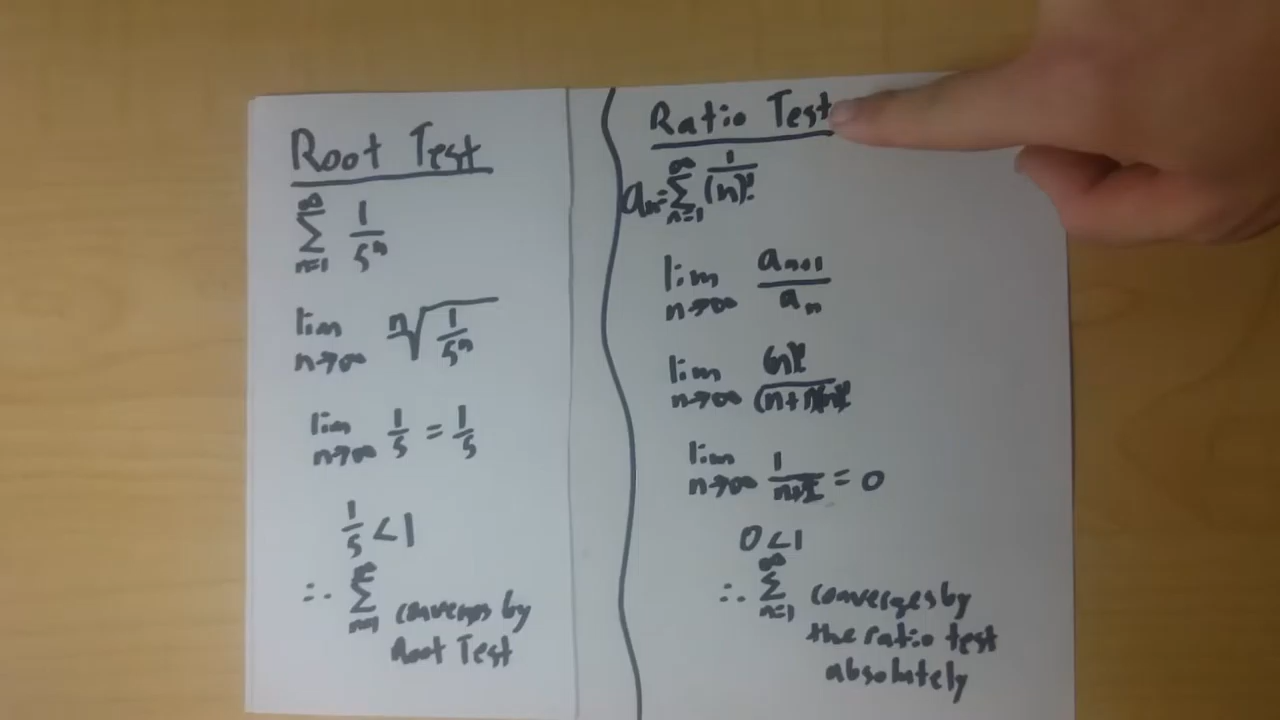 Root Test
∞
∑ 1/5ⁿ
n=1
lim ⁿ√(1/5ⁿ)
n→∞
lim 1/5 = 1/5
n→∞
1/5 < 1
∞
∴ ∑ converges by
n=1
Root Test
Ratio Test
∞
aₙ = ∑ 1/(n)!
n=1
lim aₙ₊₁/aₙ
n→∞
lim
n→∞
lim = 0
n→∞
0 < 1
∞
∴ ∑ converges by
n=1
the ratio test
absolutely